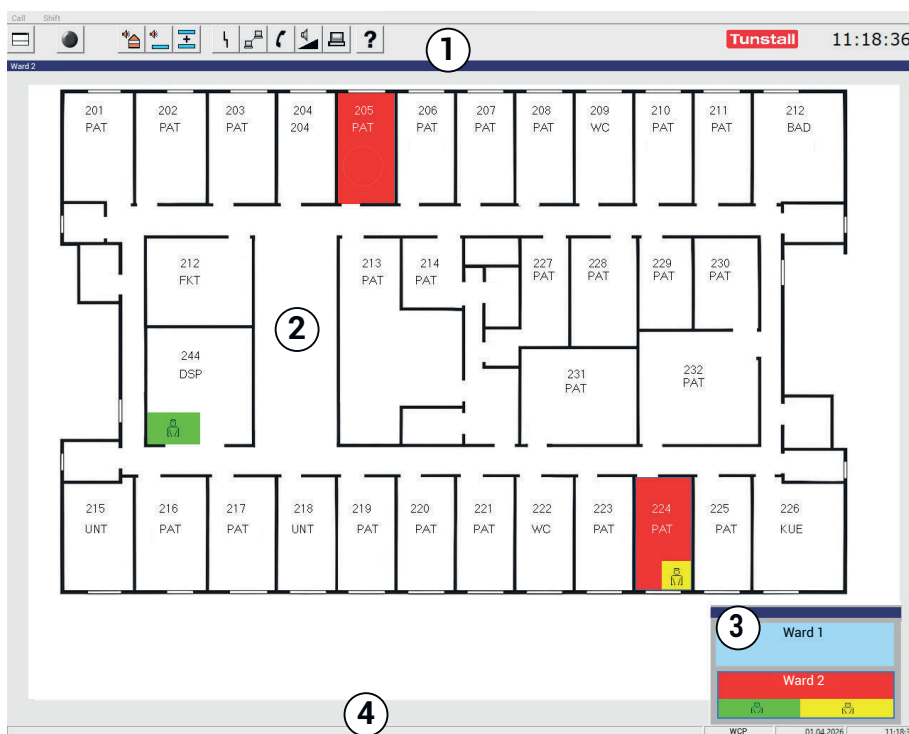 Call Shift
?
1
Tunstall
11:18:36
Ward 2
201 202 203 204 205 206 207 208 209 210 211 212
PAT PAT PAT 204 PAT PAT PAT PAT WC PAT PAT BAD
212 213 214 227 228 229 230
FKT PAT PAT PAT PAT PAT PAT
2
244
DSP
231 232
PAT PAT
215 216 217 218 219 220 221 222 223 224 225 226
UNT PAT PAT UNT PAT PAT PAT WC PAT PAT PAT KUE
3
Ward 1
Ward 2
4
WCP 01.04.2026